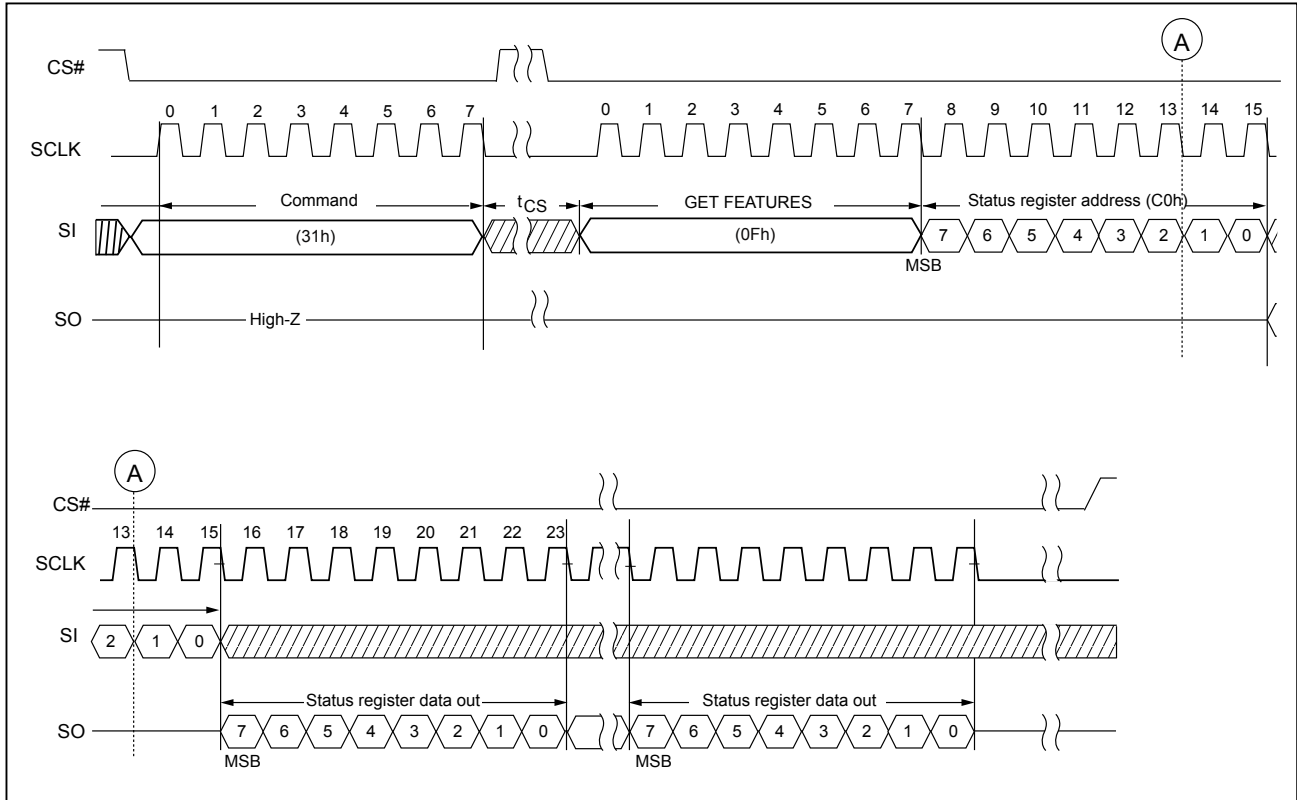 A
CS#
0 1 2 3 4 5 6 7 0 1 2 3 4 5 6 7 8 9 10 11 12 13 14 15
SCLK
Command tCS GET FEATURES Status register address (C0h)
SI (31h) (0Fh) 7 6 5 4 3 2 1 0
MSB
SO High-Z
A
CS#
13 14 15 16 17 18 19 20 21 22 23
SCLK
SI 2 1 0
Status register data out Status register data out
SO 7 6 5 4 3 2 1 0 7 6 5 4 3 2 1 0
MSB MSB